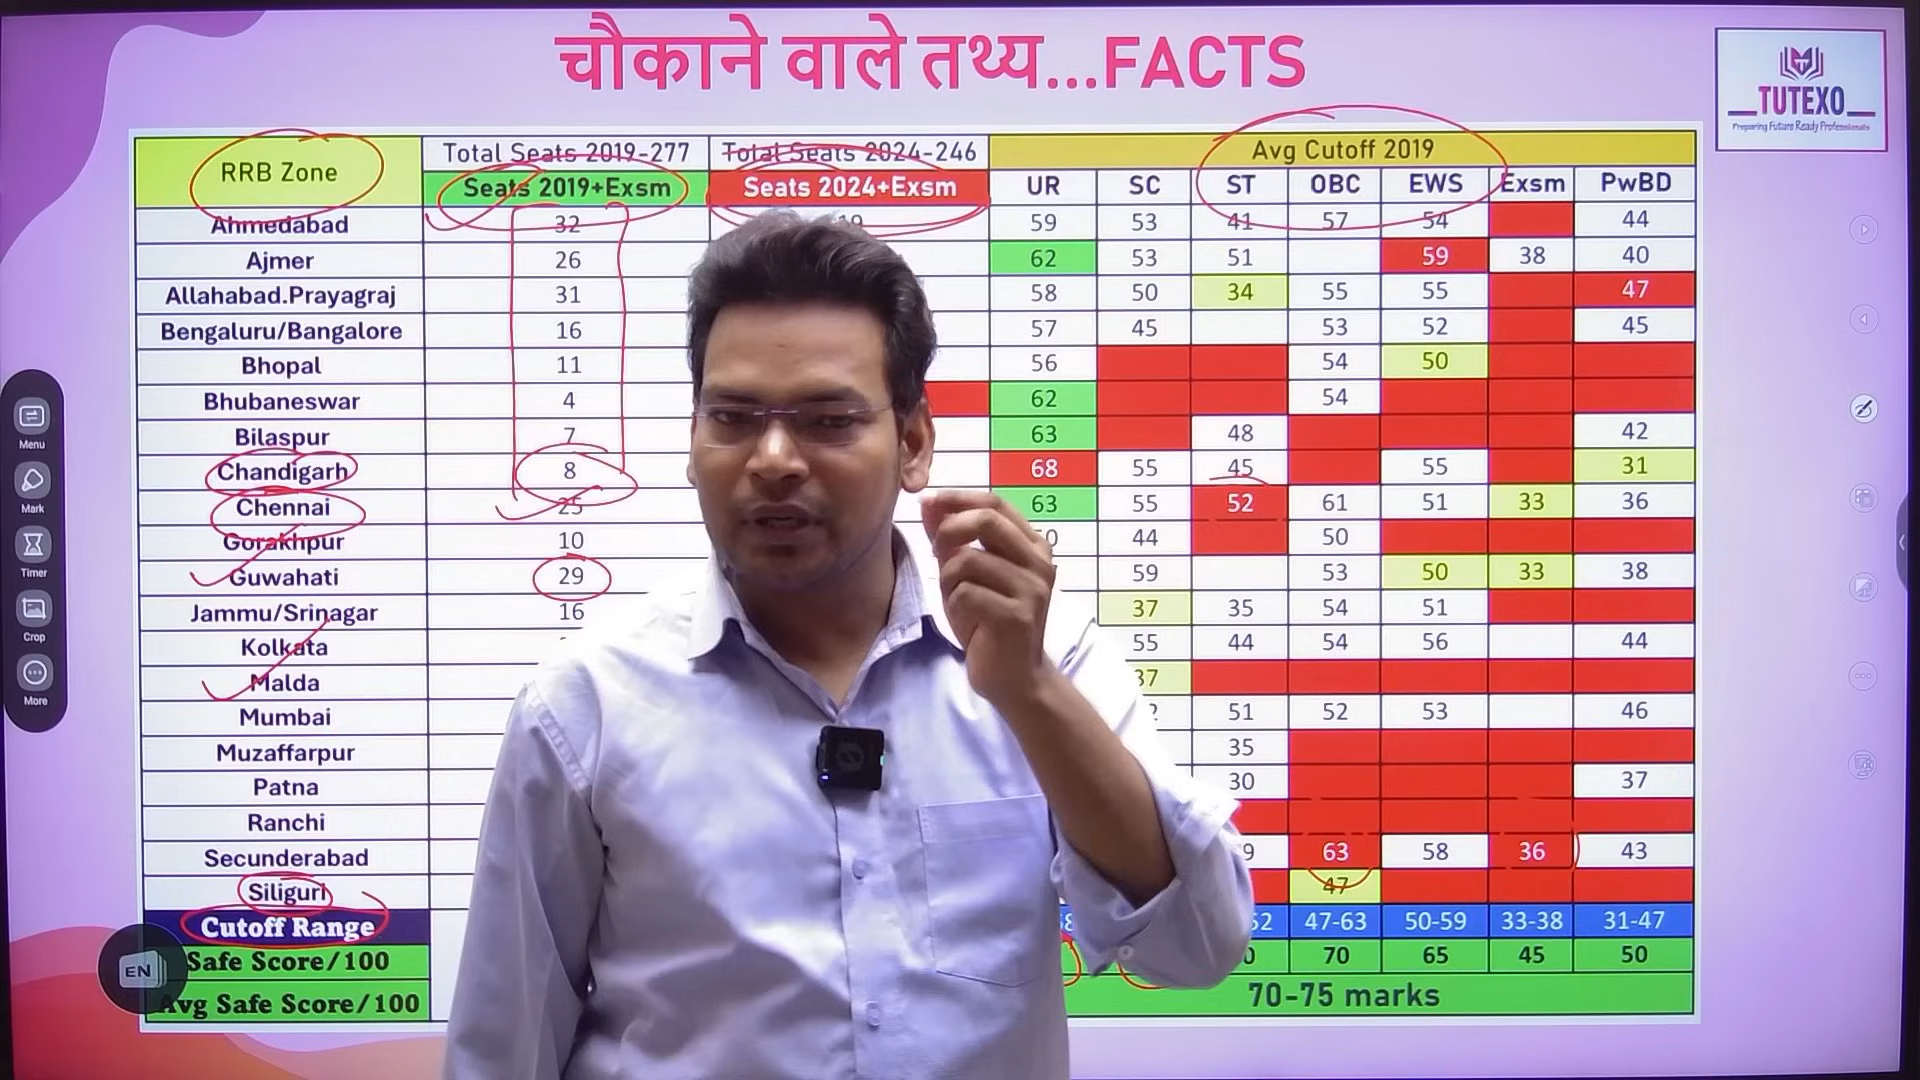 चौकाने वाले तथ्य...FACTS
TUTEXO
Preparing Future Ready Professionals
RRB Zone Total Seats 2019-277 Total Seats 2024-246 Avg Cutoff 2019
Seats 2019+Exsm Seats 2024+Exsm UR SC ST OBC EWS Exsm PwBD
Ahmedabad 32 19 59 53 41 57 54 44
Ajmer 26 62 53 51 59 38 40
Allahabad.Prayagraj 31 58 50 34 55 55 47
Bengaluru/Bangalore 16 57 45 53 52 45
Bhopal 11 56 54 50
Bhubaneswar 4 62 54
Bilaspur 7 63 48 42
Chandigarh 8 68 55 45 55 31
Chennai 25 63 55 52 61 51 33 36
Gorakhpur 10 44 50
Guwahati 29 59 53 50 33 38
Jammu/Srinagar 16 37 35 54 51
Kolkata 55 44 54 56 44
Malda 37
Mumbai 51 52 53 46
Muzaffarpur 35
Patna 30 37
Ranchi
Secunderabad 63 58 36 43
Siliguri 47
Cutoff Range 47-63 50-59 33-38 31-47
Safe Score/100 70 65 45 50
Avg Safe Score/100 70-75 marks
Menu
Mark
Timer
Crop
More
EN